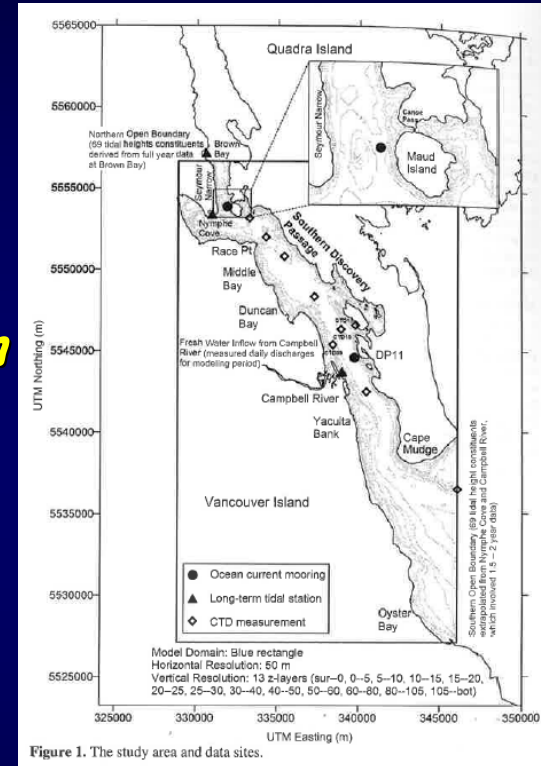 5565000
5560000
5555000
5550000
5545000
5540000
5535000
5530000
5525000
UTM Northing (m)
Quadra Island
Northern Open Boundary
(69 tidal heights constituents
derived from full year data
at Brown Bay)
Brown
Bay
Seymour
Narrow
Nymphe
Cove
Seymour Narrow
Canoe
Pass
Maud
Island
Race Pt
Southern Discovery
Passage
Middle
Bay
Duncan
Bay
Fresh Water Inflow from Campbell
River (measured daily discharges
for modeling period)
DP11
Campbell River
Yaculta
Bank
Cape
Mudge
Vancouver Island
Southern Open Boundary (69 tidal height constituents
extrapolated from Nymphe Cove and Campbell River,
which involved 1.5 – 2 year data)
Ocean current mooring
Long-term tidal station
CTD measurement
Oyster
Bay
Model Domain: Blue rectangle
Horizontal Resolution: 50 m
Vertical Resolution: 13 z-layers (sur--0, 0--5, 5--10, 10--15, 15--20,
20--25, 25--30, 30--40, 40--50, 50--60, 60--80, 80--105, 105--bot)
325000 330000 335000 340000 345000 350000
UTM Easting (m)
Figure 1. The study area and data sites.